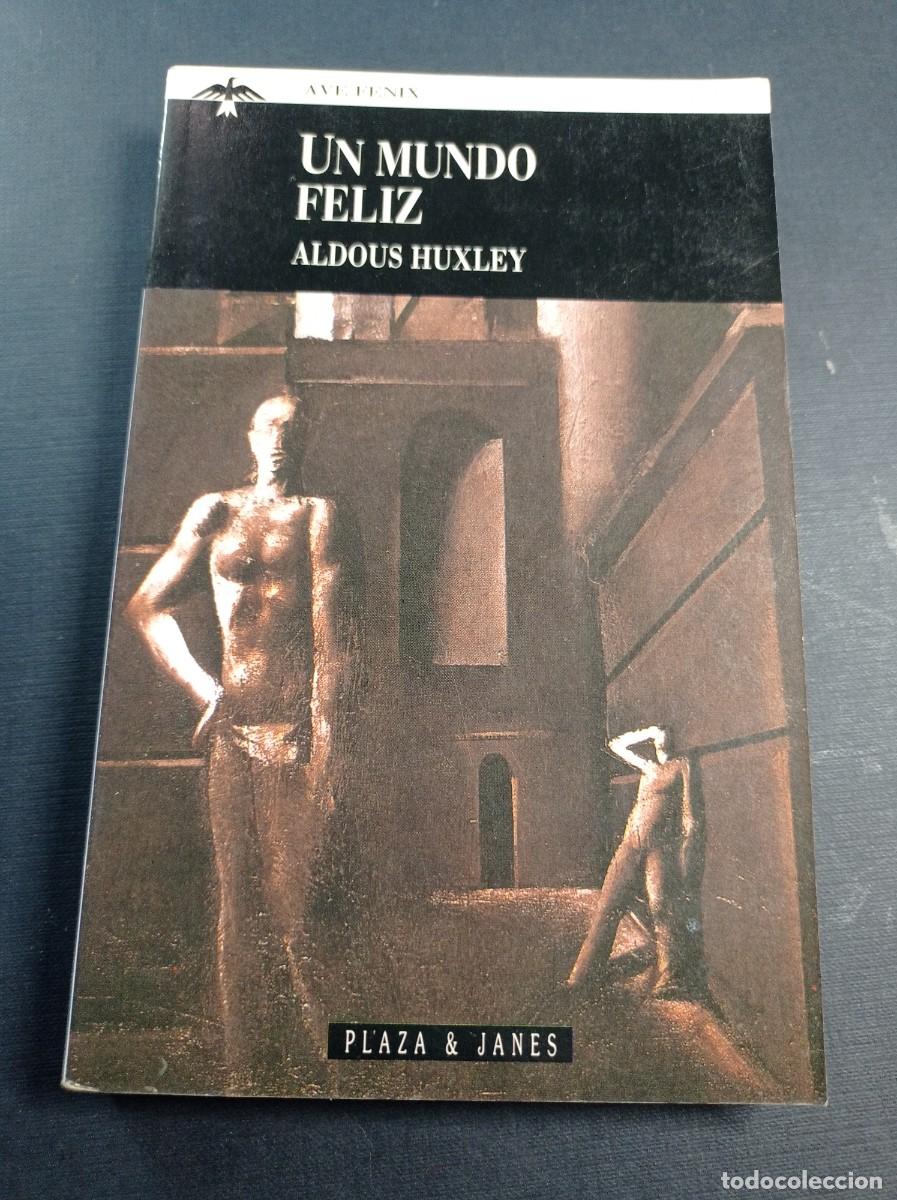 AVE FENIX
UN MUNDO
FELIZ
ALDOUS HUXLEY
PLAZA & JANES
todocoleccion